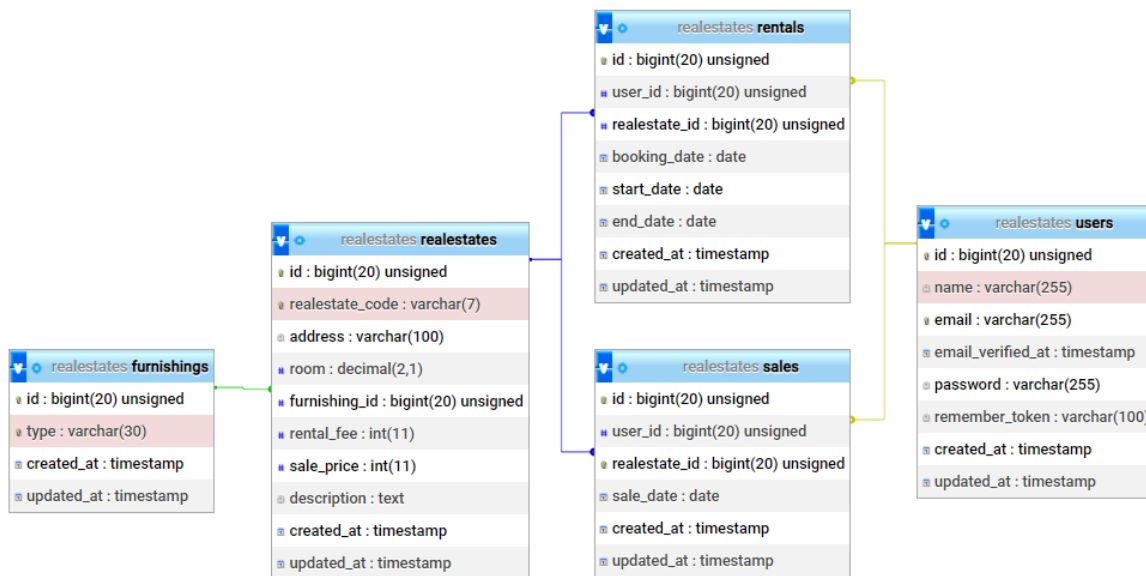 realestates rentals
id : bigint(20) unsigned
user_id : bigint(20) unsigned
realestate_id : bigint(20) unsigned
booking_date : date
start_date : date
end_date : date
created_at : timestamp
updated_at : timestamp
realestates users
id : bigint(20) unsigned
name : varchar(255)
email : varchar(255)
email_verified_at : timestamp
password : varchar(255)
remember_token : varchar(100)
created_at : timestamp
updated_at : timestamp
realestates realestates
id : bigint(20) unsigned
realestate_code : varchar(7)
address : varchar(100)
room : decimal(2,1)
furnishing_id : bigint(20) unsigned
rental_fee : int(11)
sale_price : int(11)
description : text
created_at : timestamp
updated_at : timestamp
realestates furnishings
id : bigint(20) unsigned
type : varchar(30)
created_at : timestamp
updated_at : timestamp
realestates sales
id : bigint(20) unsigned
user_id : bigint(20) unsigned
realestate_id : bigint(20) unsigned
sale_date : date
created_at : timestamp
updated_at : timestamp